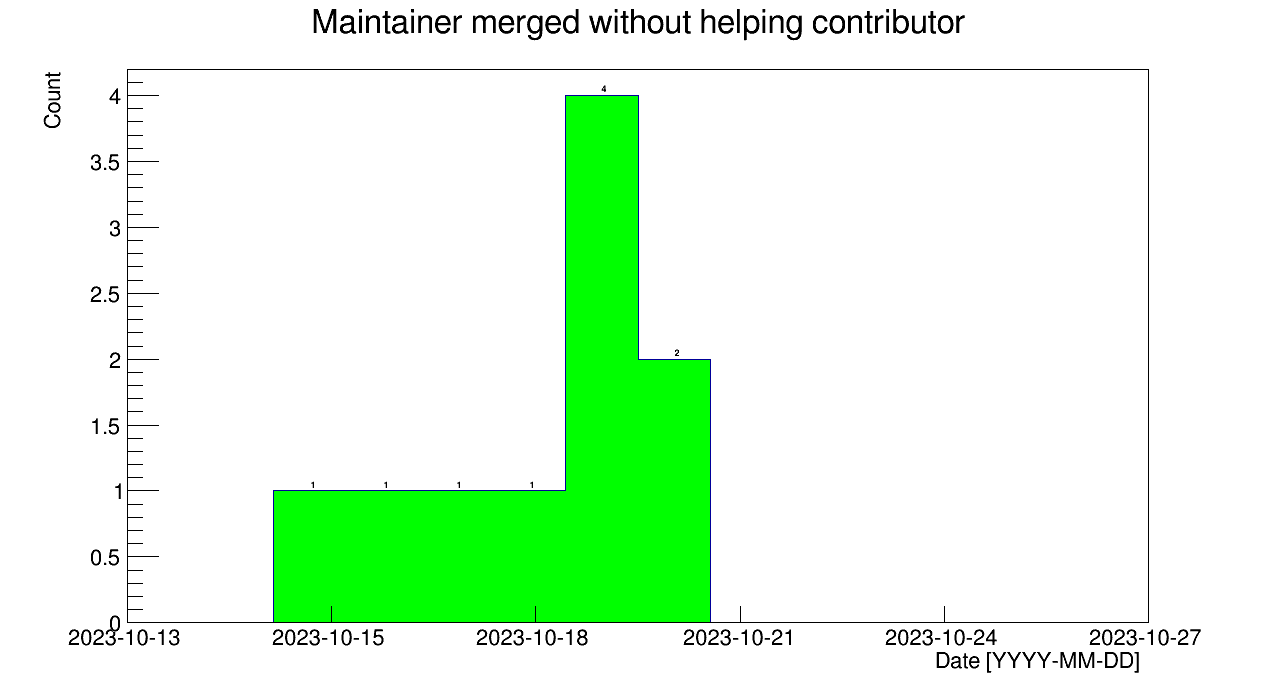 Maintainer merged without helping contributor
Count
4
3.5
3
2.5
2
1.5
1
0.5
0
1 1 1 1 4 2
2023-10-13 2023-10-15 2023-10-18 2023-10-21 2023-10-24 2023-10-27
Date [YYYY-MM-DD]